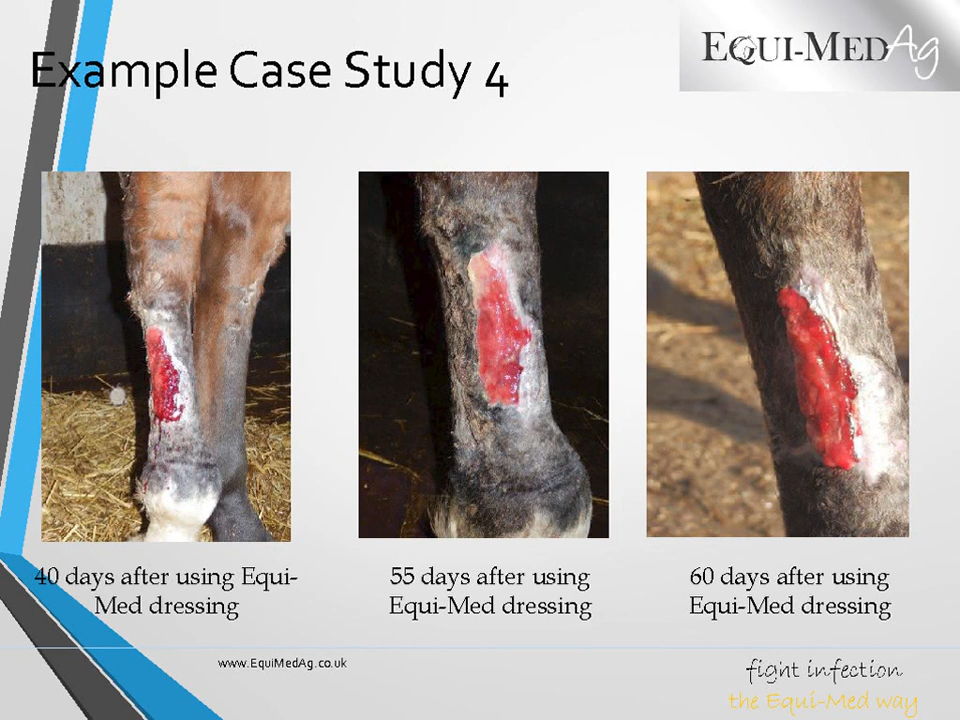 Example Case Study 4
EQUI-MEDAg
40 days after using Equi-
Med dressing
55 days after using
Equi-Med dressing
60 days after using
Equi-Med dressing
www.EquiMedAg.co.uk
fight infection
the Equi-Med way